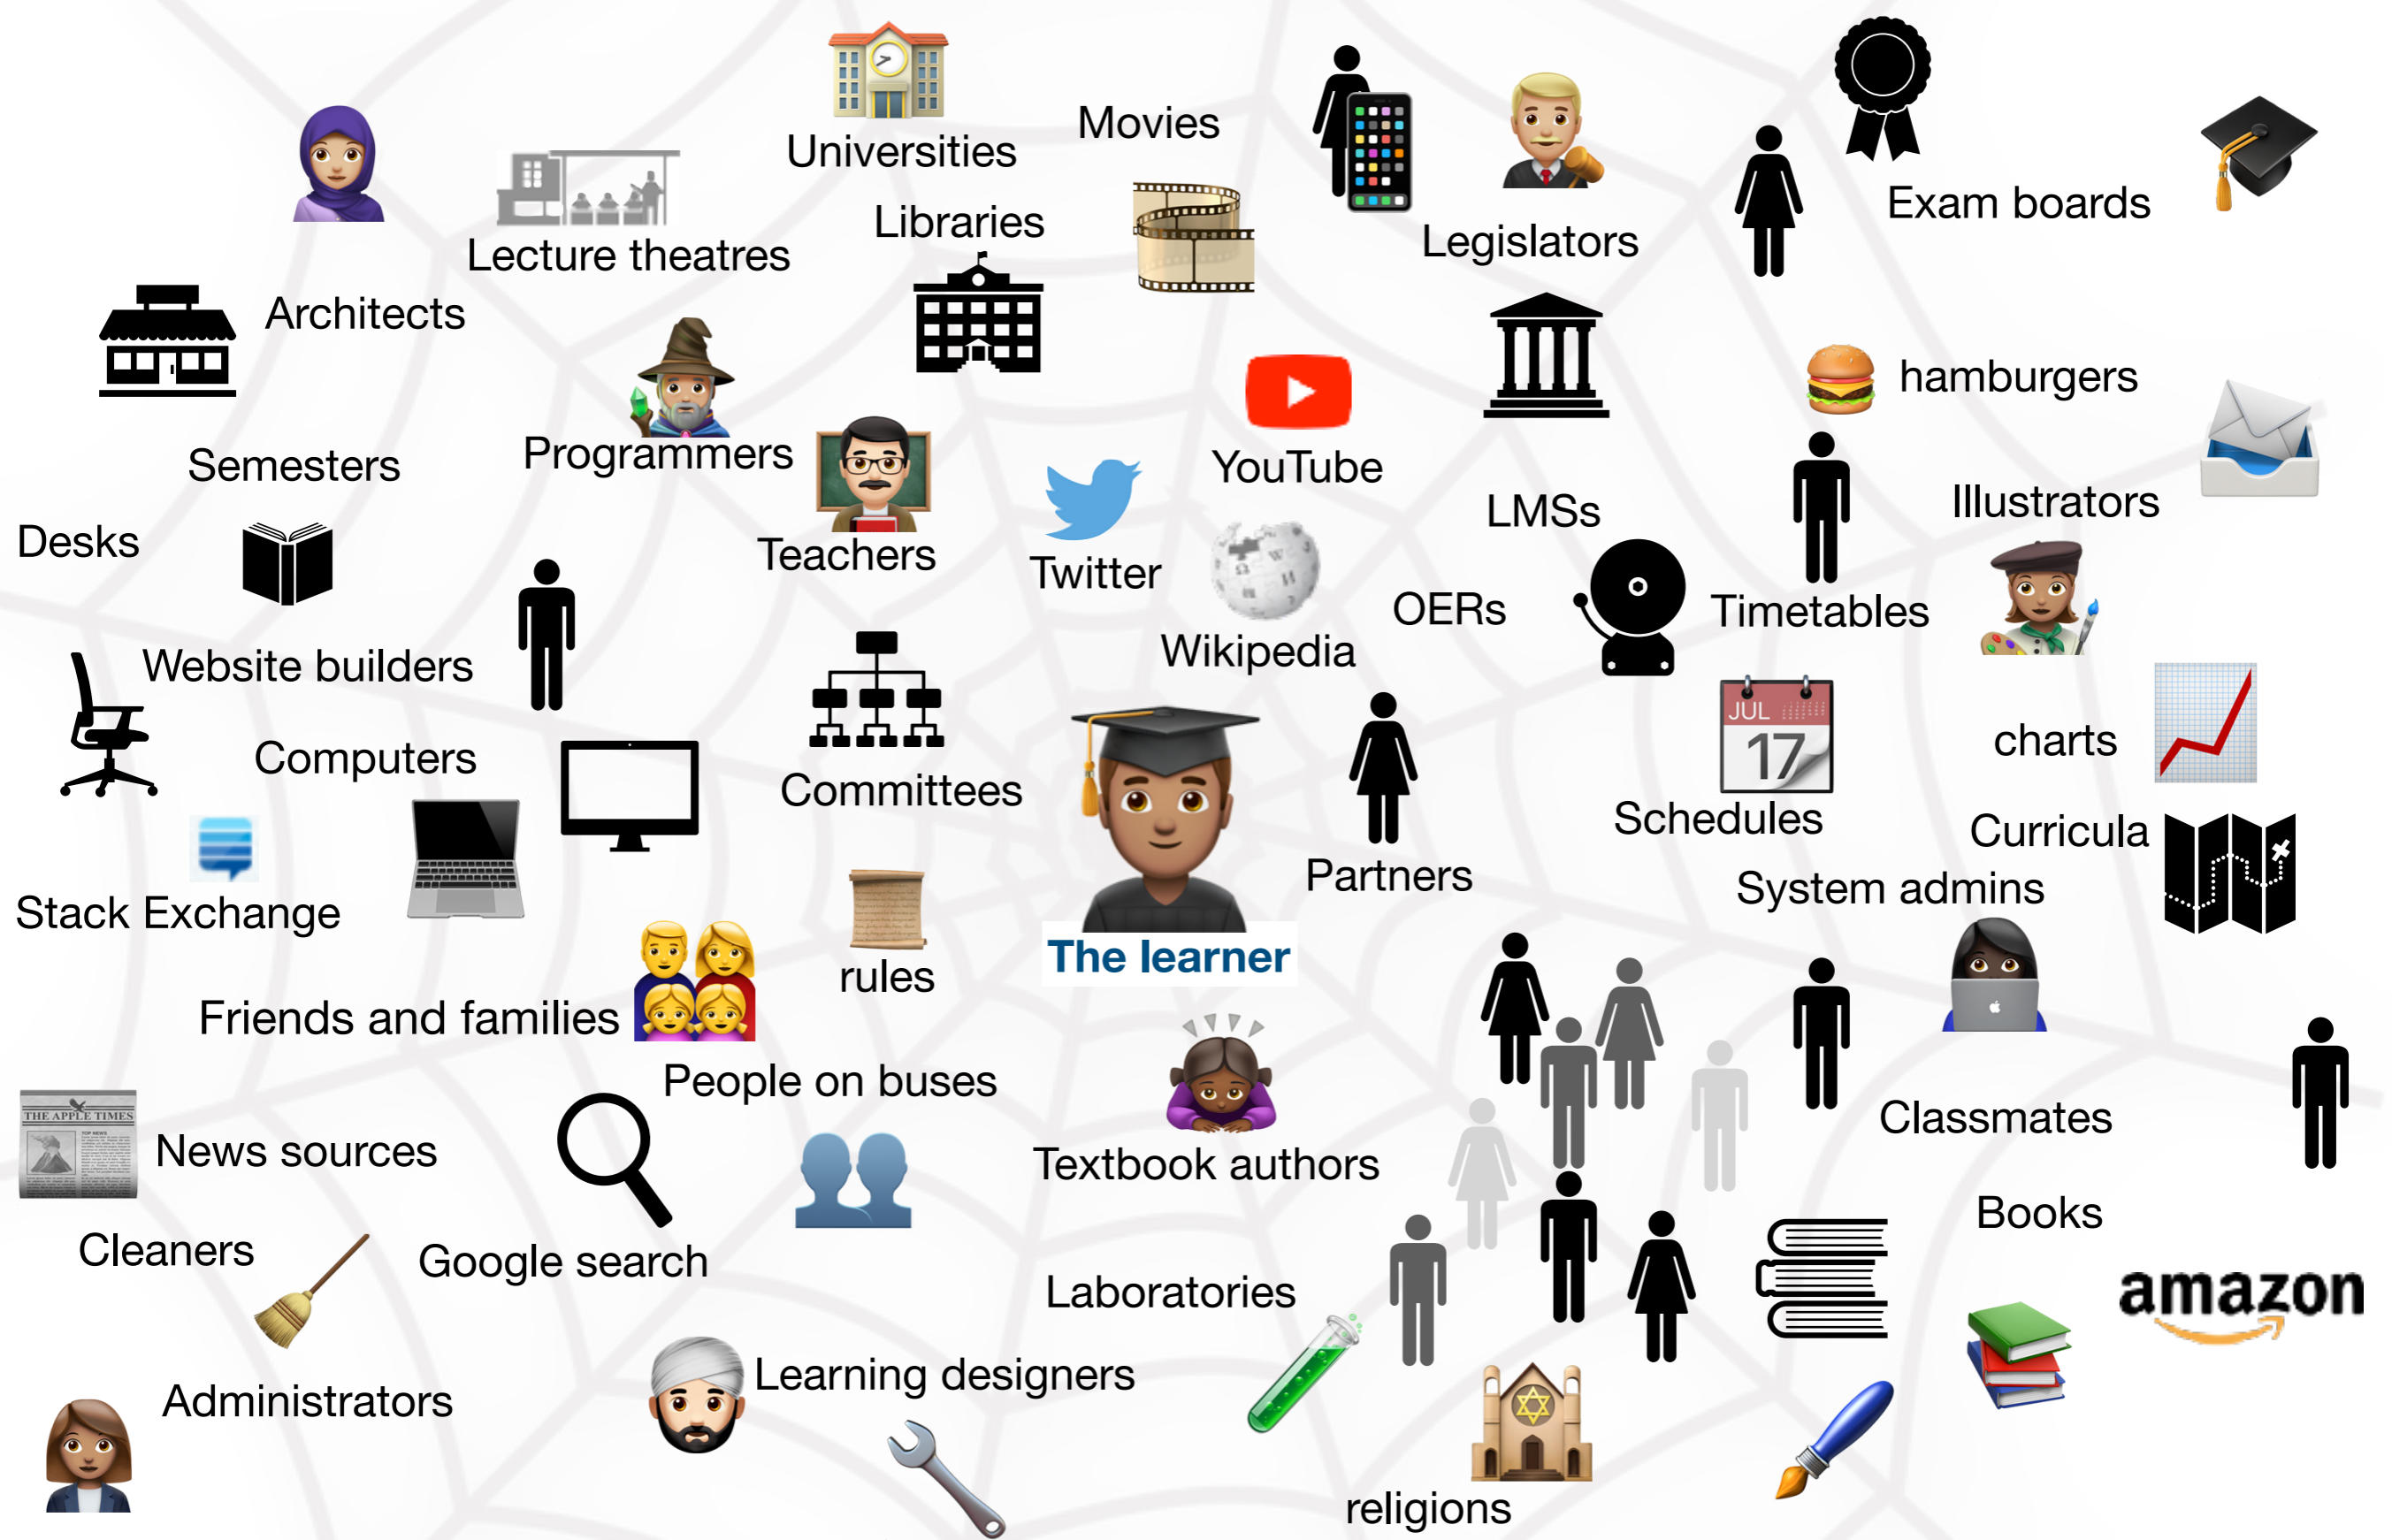 Universities
Movies
Lecture theatres
Libraries
Legislators
Exam boards
Architects
hamburgers
Programmers
Semesters
YouTube
Illustrators
LMSs
Desks
Teachers
Twitter
OERs
Timetables
Wikipedia
Website builders
JUL
17
charts
Computers
Committees
Schedules
Curricula
Partners
System admins
Stack Exchange
The learner
rules
Friends and families
People on buses
THE APPLE TIMES
TOP NEWS
News sources
Textbook authors
Classmates
Books
Cleaners
Google search
Laboratories
amazon
Learning designers
Administrators
religions